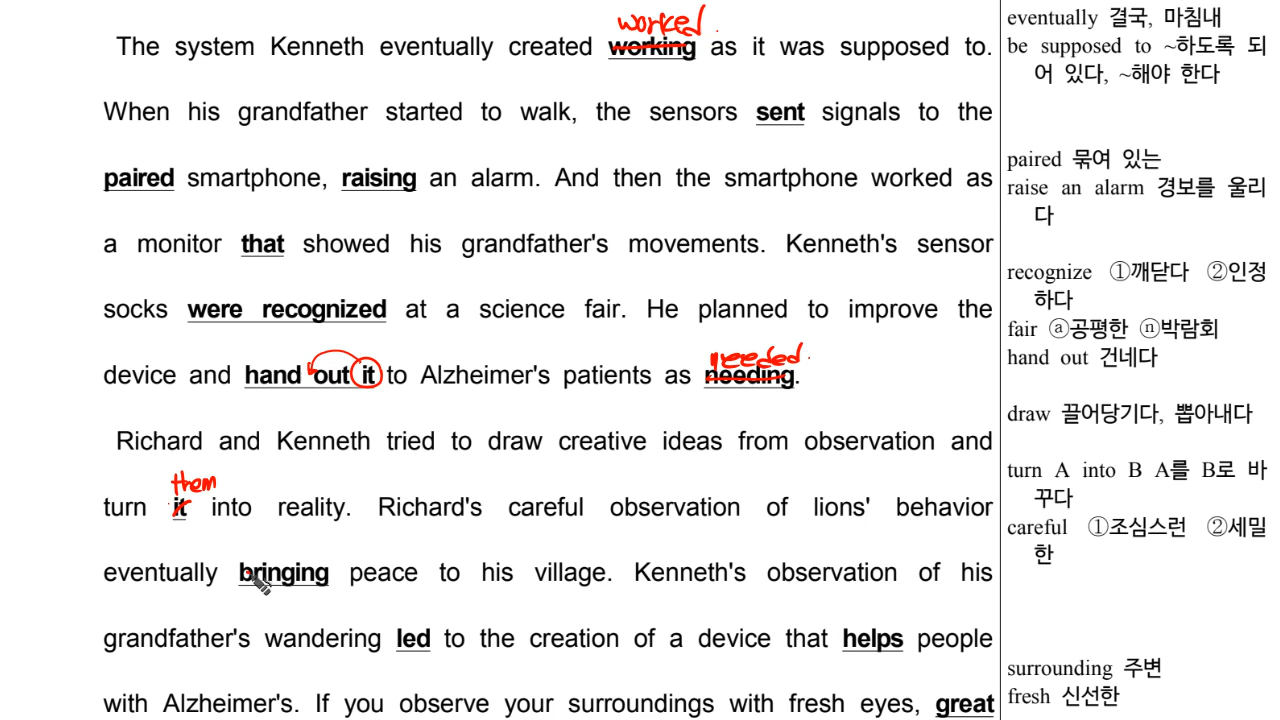 worked
The system Kenneth eventually created working as it was supposed to.
When his grandfather started to walk, the sensors sent signals to the
paired smartphone, raising an alarm. And then the smartphone worked as
a monitor that showed his grandfather's movements. Kenneth's sensor
socks were recognized at a science fair. He planned to improve the
needed
device and hand out it to Alzheimer's patients as needing.
Richard and Kenneth tried to draw creative ideas from observation and
them
turn it into reality. Richard's careful observation of lions' behavior
eventually bringing peace to his village. Kenneth's observation of his
grandfather's wandering led to the creation of a device that helps people
with Alzheimer's. If you observe your surroundings with fresh eyes, great
eventually 결국, 마침내
be supposed to ~하도록 되
어 있다, ~해야 한다
paired 묶여 있는
raise an alarm 경보를 울리
다
recognize ①깨닫다 ②인정
하다
fair ⓐ공평한 ⓝ박람회
hand out 건네다
draw 끌어당기다, 뽑아내다
turn A into B A를 B로 바
꾸다
careful ①조심스런 ②세밀
한
surrounding 주변
fresh 신선한